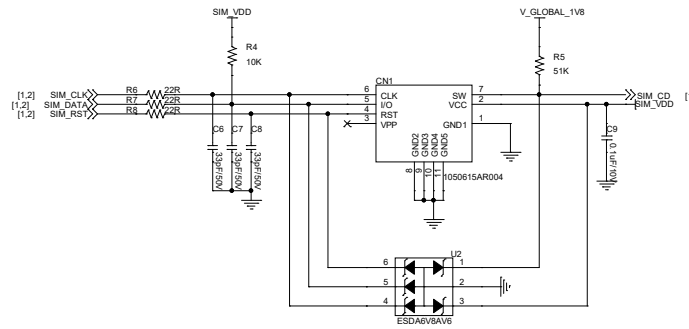 SIM_VDD
V_GLOBAL_1V8
R4
10K
R5
51K
CN1
[1,2] SIM_CLK R6 22R 6 CLK SW 7 SIM_CD [
[1,2] SIM_DATA R7 22R 5 I/O VCC 2 SIM_VDD
[1,2] SIM_RST R8 22R 4 RST
3 VPP GND1 1
C6 C7 C8
33pF/50V 33pF/50V 33pF/50V
GND2 GND3 GND4 GND5
8 9 10 11
1050615AR004
C9
0.1uF/10V
U2
6 1
5 2
4 3
ESDA6V8AV6